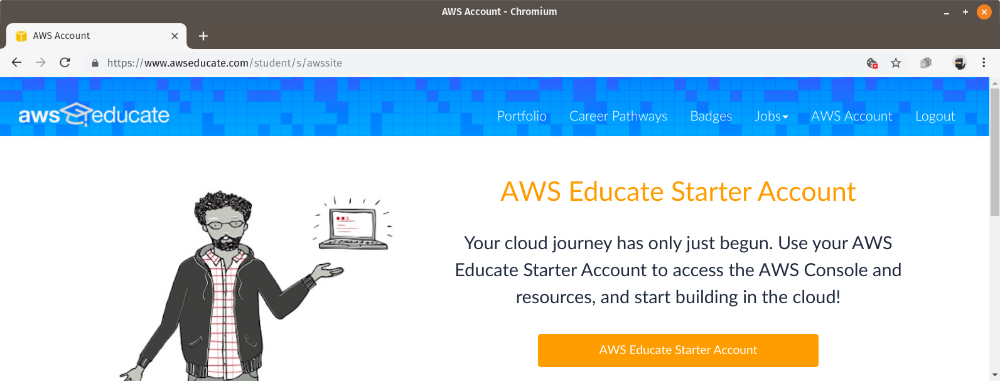 AWS Account - Chromium
AWS Account
https://www.awseducate.com/student/s/awssite
aws educate
Portfolio Career Pathways Badges Jobs AWS Account Logout
AWS Educate Starter Account
Your cloud journey has only just begun. Use your AWS
Educate Starter Account to access the AWS Console and
resources, and start building in the cloud!
AWS Educate Starter Account